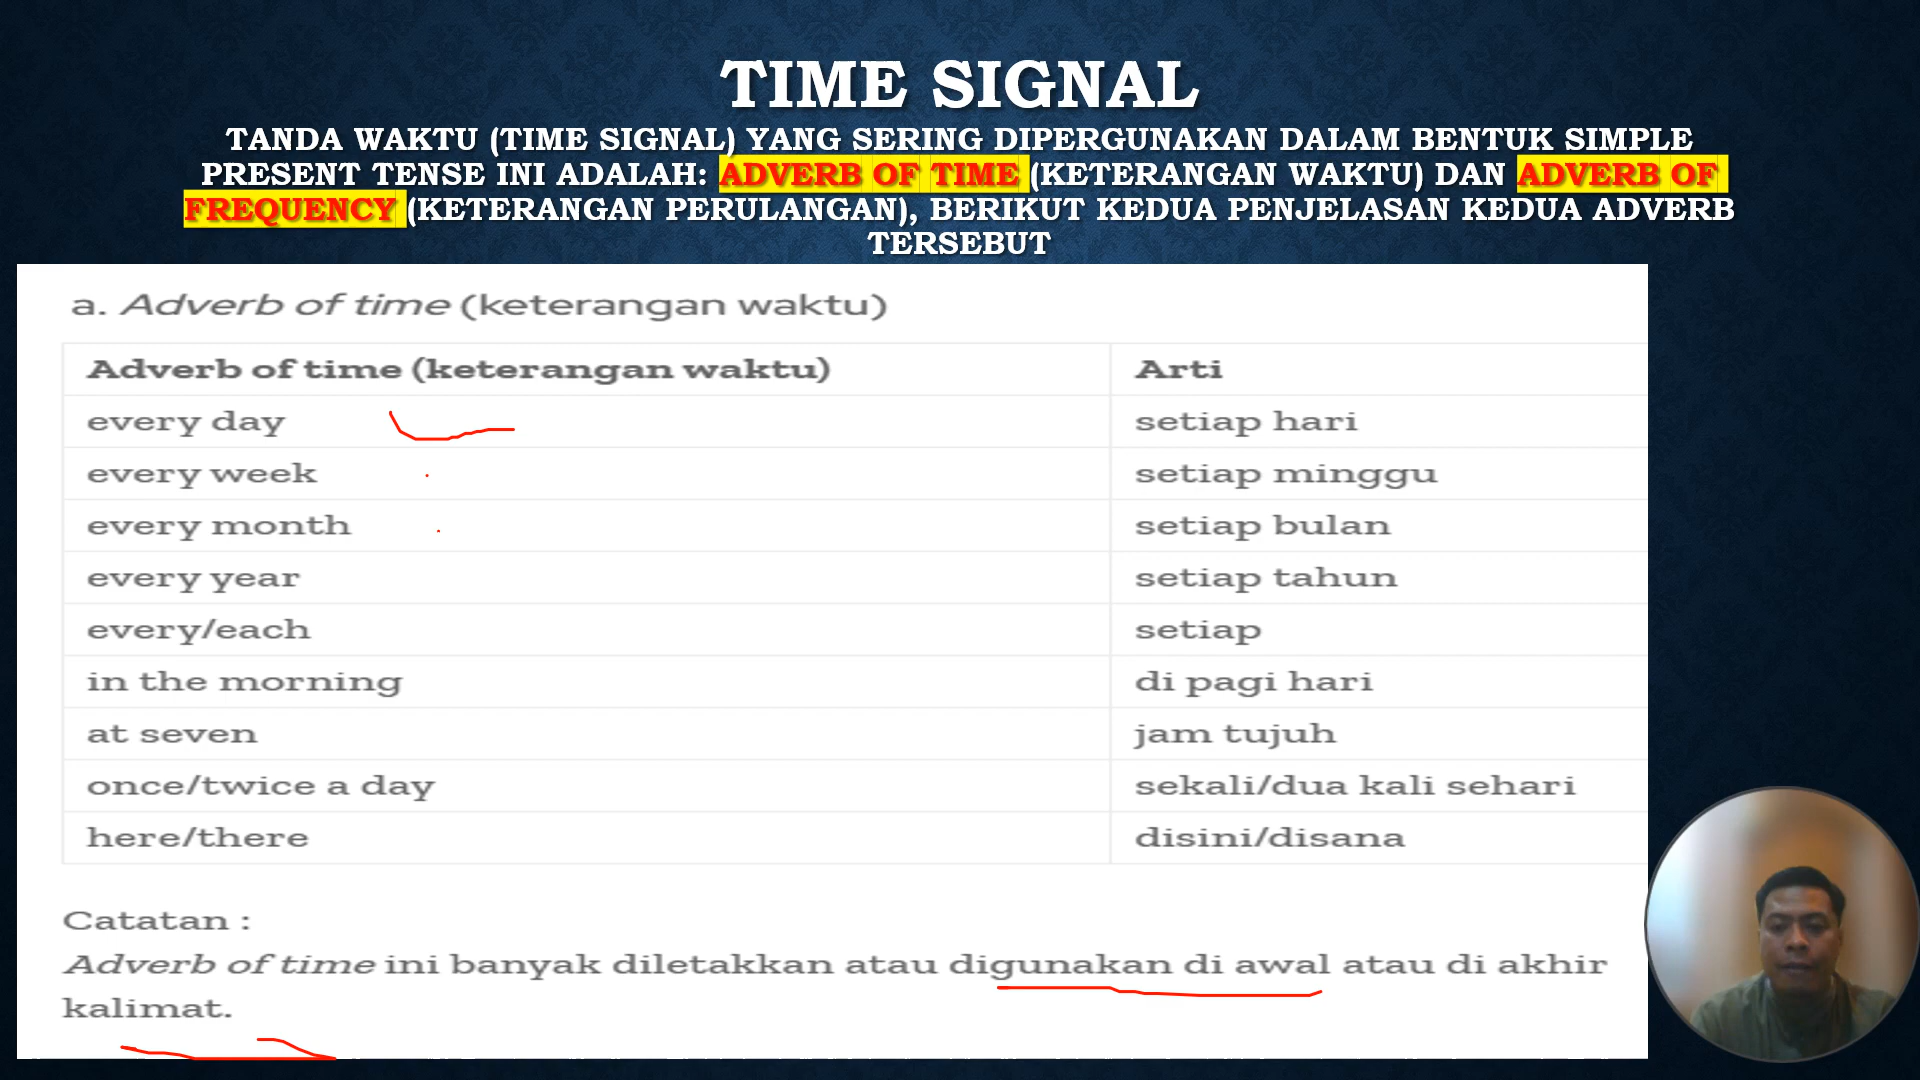 TIME SIGNAL
TANDA WAKTU (TIME SIGNAL) YANG SERING DIPERGUNAKAN DALAM BENTUK SIMPLE
PRESENT TENSE INI ADALAH: ADVERB OF TIME (KETERANGAN WAKTU) DAN ADVERB OF
FREQUENCY (KETERANGAN PERULANGAN), BERIKUT KEDUA PENJELASAN KEDUA ADVERB
TERSEBUT
a. Adverb of time (keterangan waktu)
Adverb of time (keterangan waktu) Arti
every day setiap hari
every week setiap minggu
every month setiap bulan
every year setiap tahun
every/each setiap
in the morning di pagi hari
at seven jam tujuh
once/twice a day sekali/dua kali sehari
here/there disini/disana
Catatan :
Adverb of time ini banyak diletakkan atau digunakan di awal atau di akhir
kalimat.